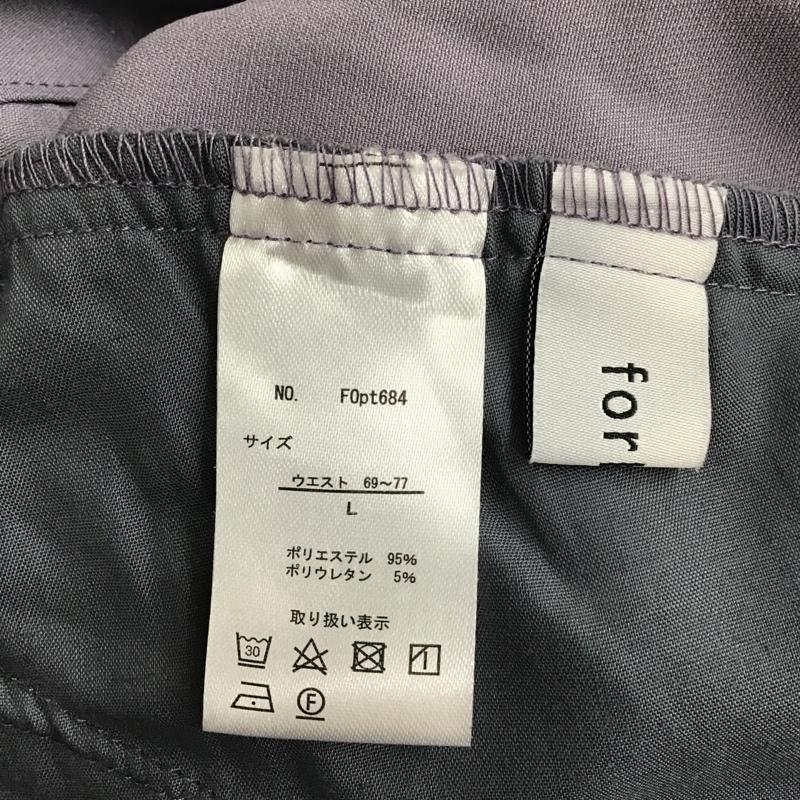 NO. F0pt684
サイズ
ウエスト 69〜77
L
ポリエステル 95%
ポリウレタン 5%
取り扱い表示
30
F
for